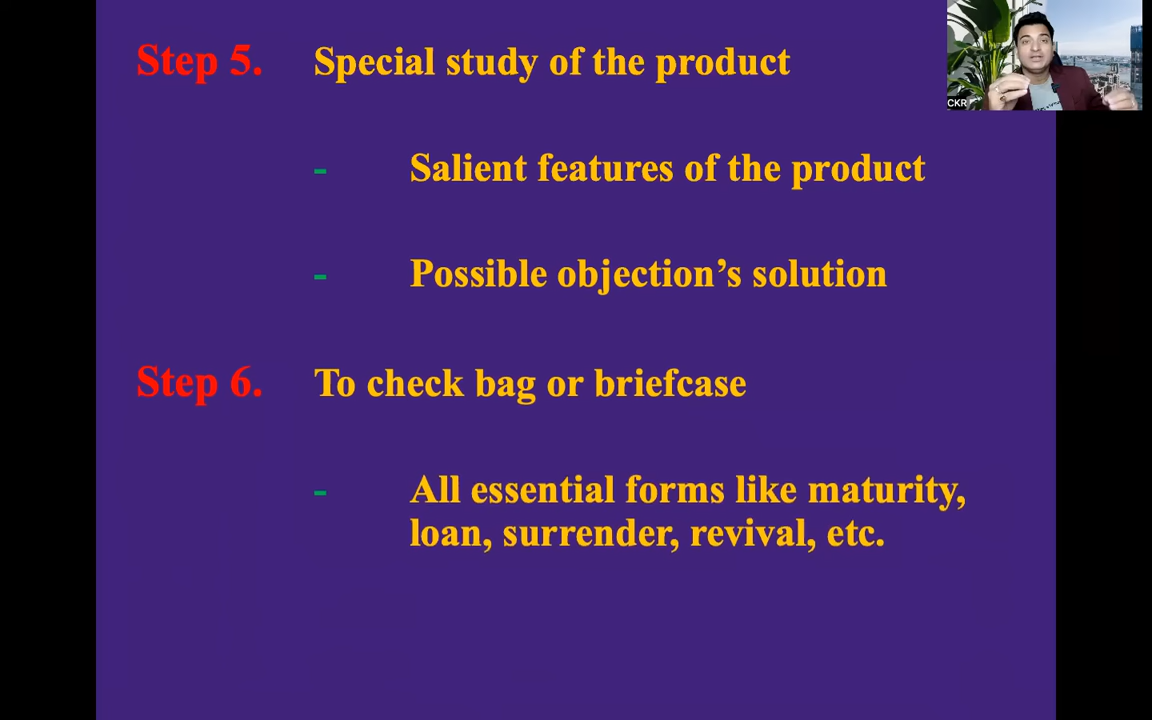 Step 5. Special study of the product
- Salient features of the product
- Possible objection’s solution
Step 6. To check bag or briefcase
- All essential forms like maturity,
loan, surrender, revival, etc.
CKR